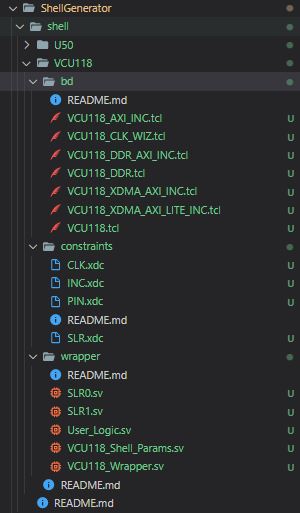 ShellGenerator
shell
U50
VCU118
bd
README.md
VCU118_AXI_INC.tcl U
VCU118_CLK_WIZ.tcl U
VCU118_DDR_AXI_INC.tcl U
VCU118_DDR.tcl U
VCU118_XDMA_AXI_INC.tcl U
VCU118_XDMA_AXI_LITE_INC.tcl U
VCU118.tcl U
constraints
CLK.xdc U
INC.xdc U
PIN.xdc U
README.md
SLR.xdc U
wrapper
README.md
SLR0.sv U
SLR1.sv U
User_Logic.sv U
VCU118_Shell_Params.sv U
VCU118_Wrapper.sv U
README.md
README.md